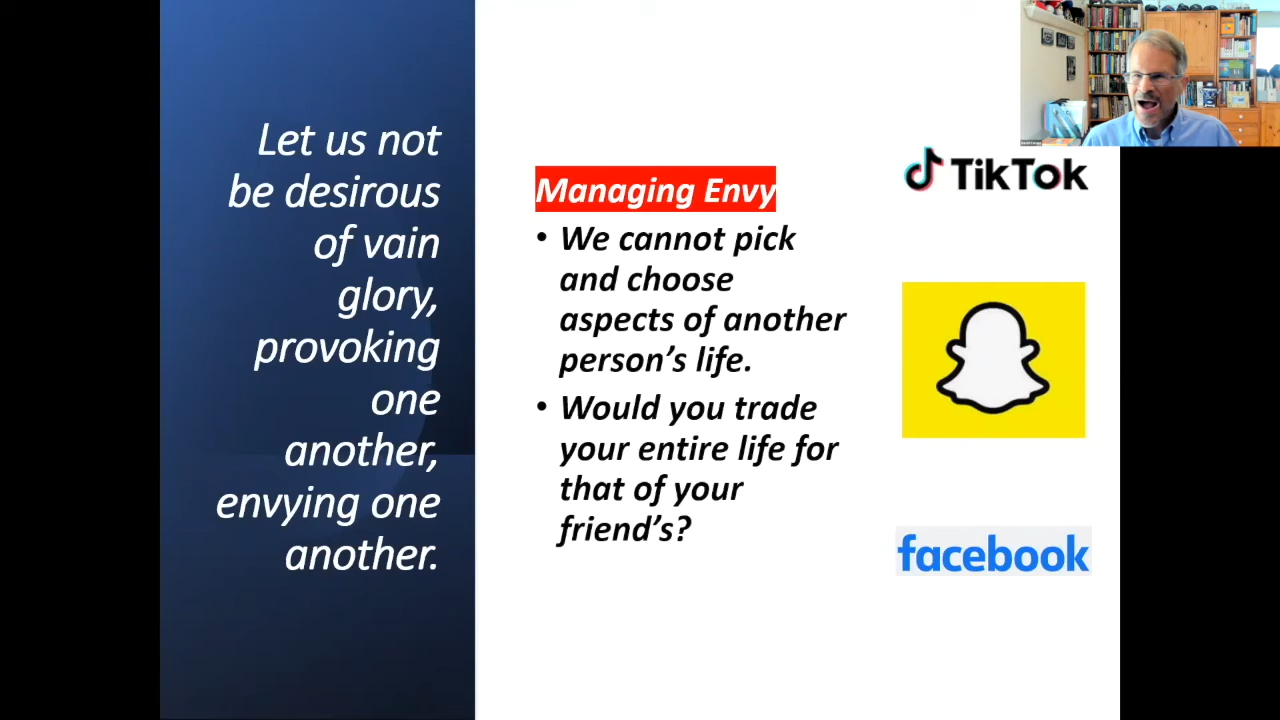 Let us not
be desirous
of vain
glory,
provoking
one
another,
envying one
another.
Managing Envy
• We cannot pick
and choose
aspects of another
person's life.
• Would you trade
your entire life for
that of your
friend's?
TikTok
facebook